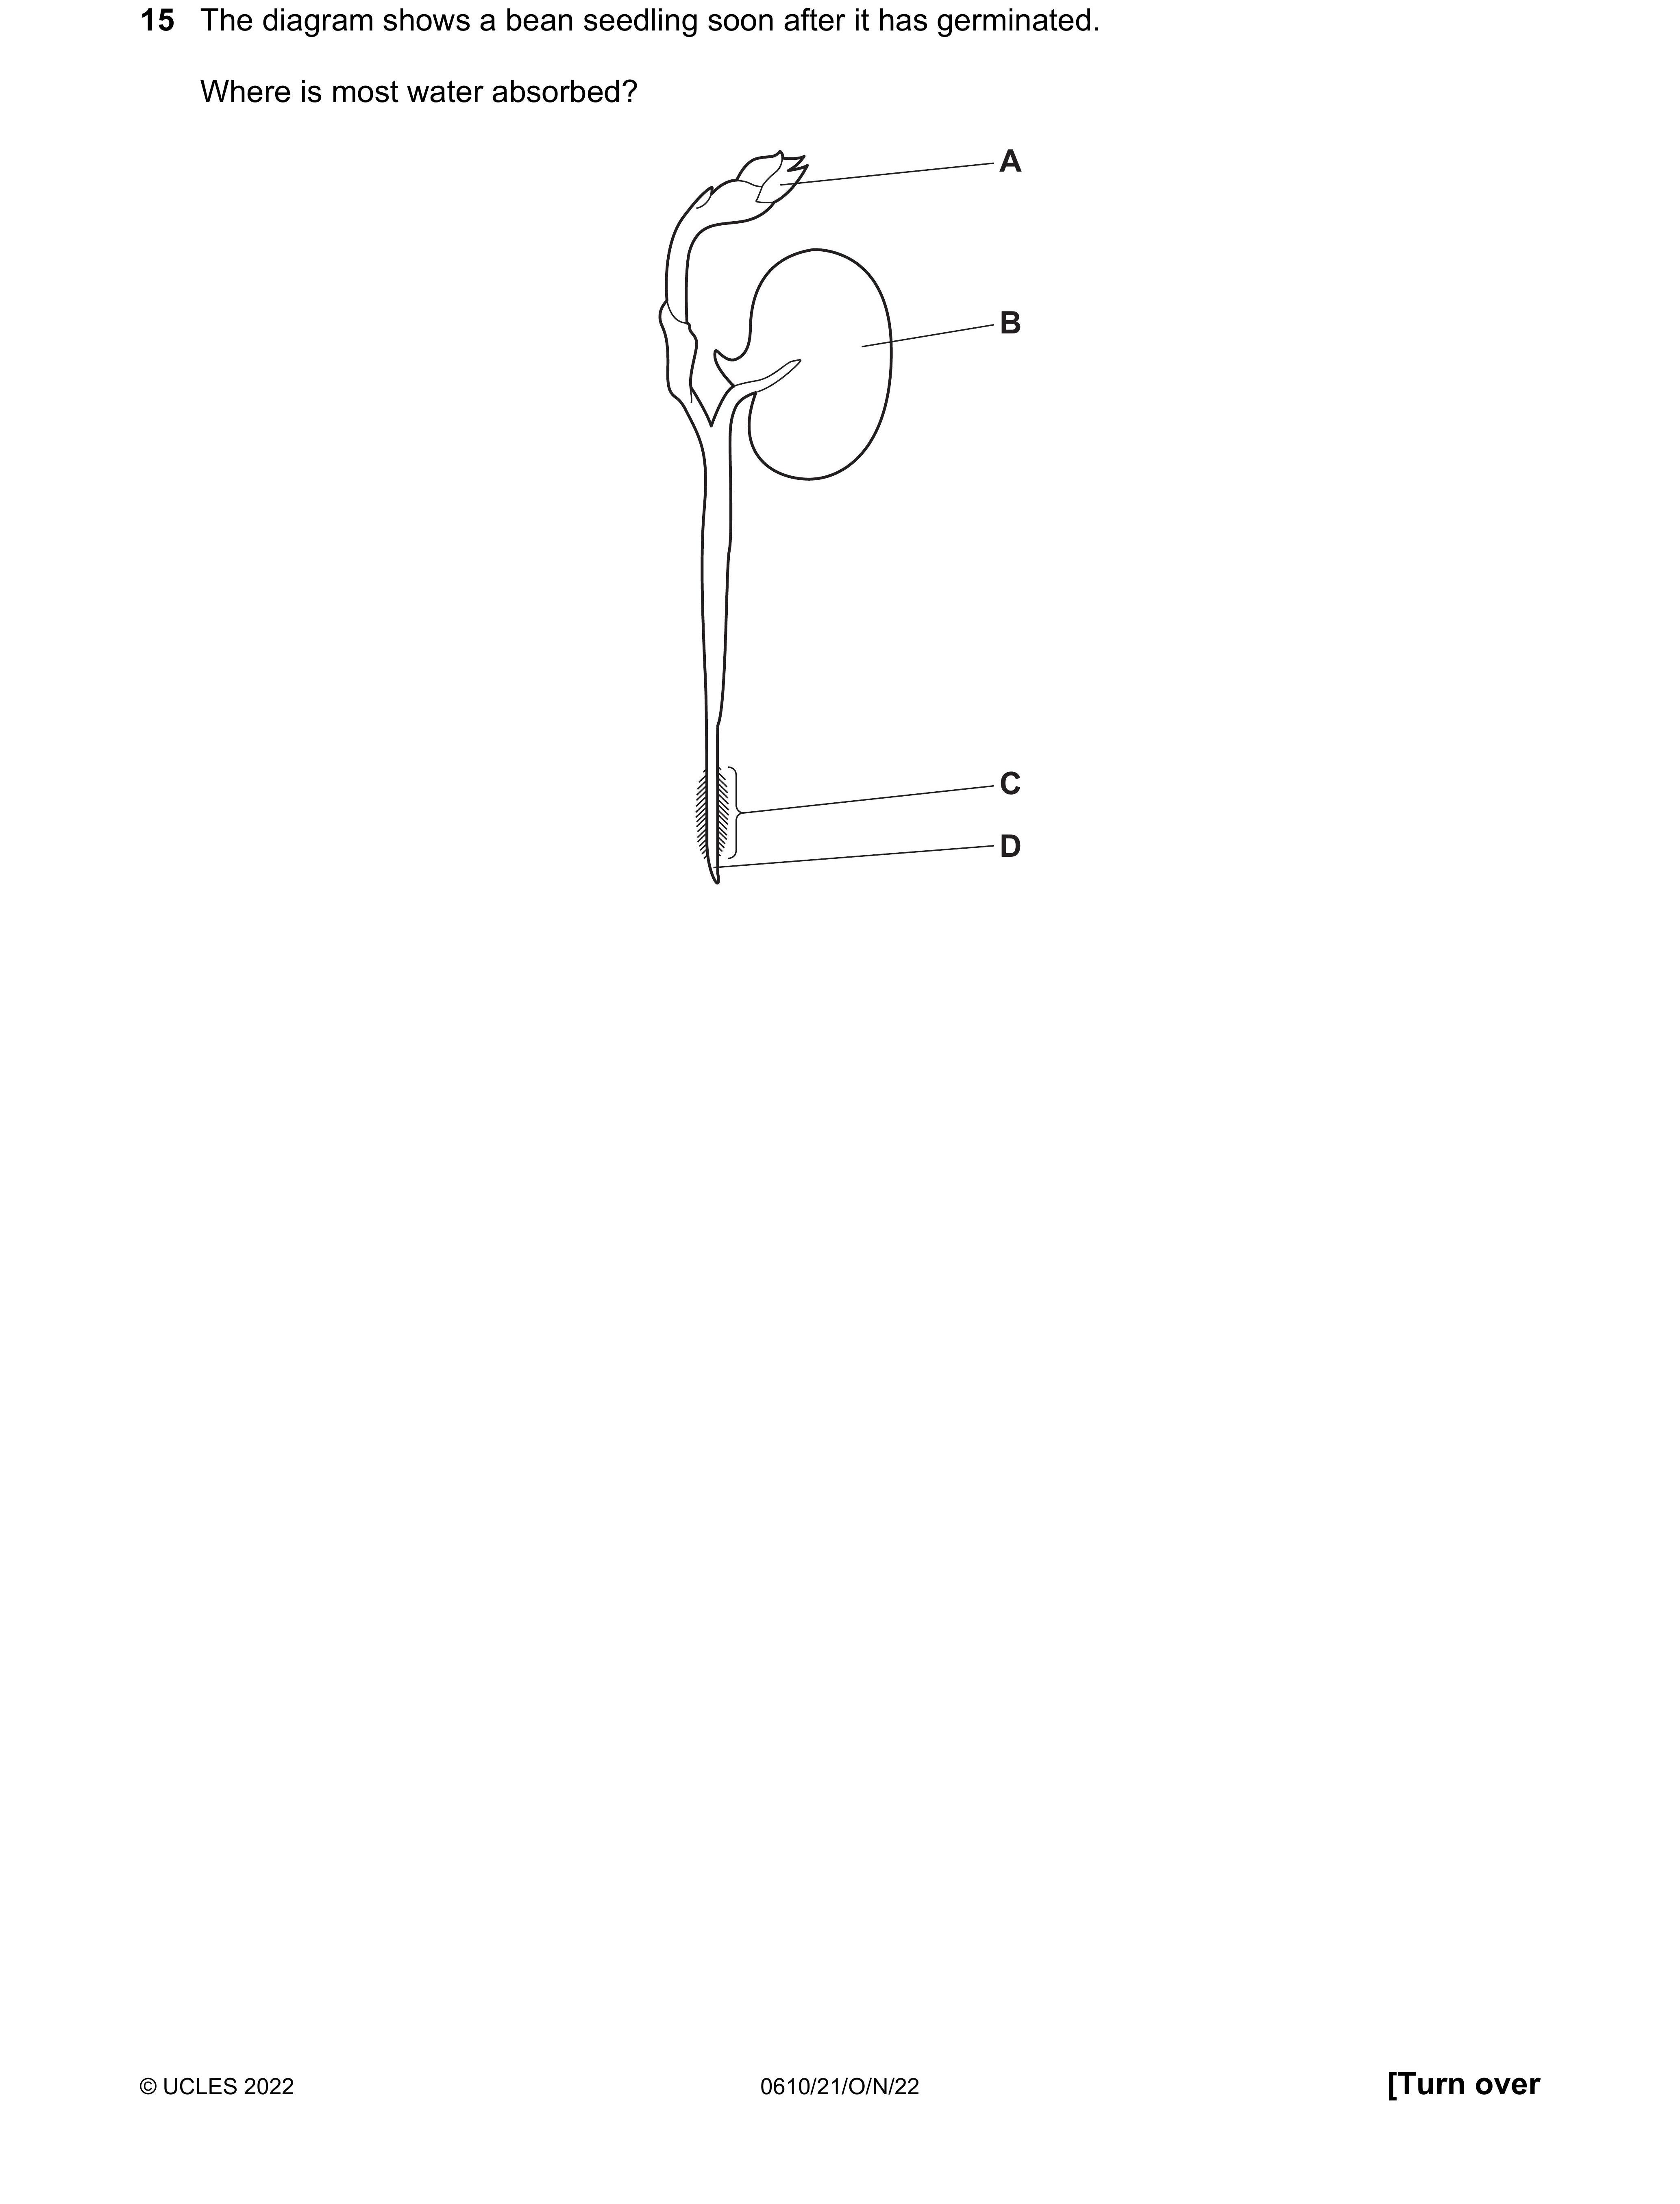 15 The diagram shows a bean seedling soon after it has germinated.
Where is most water absorbed?
A
B
C
D
© UCLES 2022
0610/21/O/N/22
[Turn over